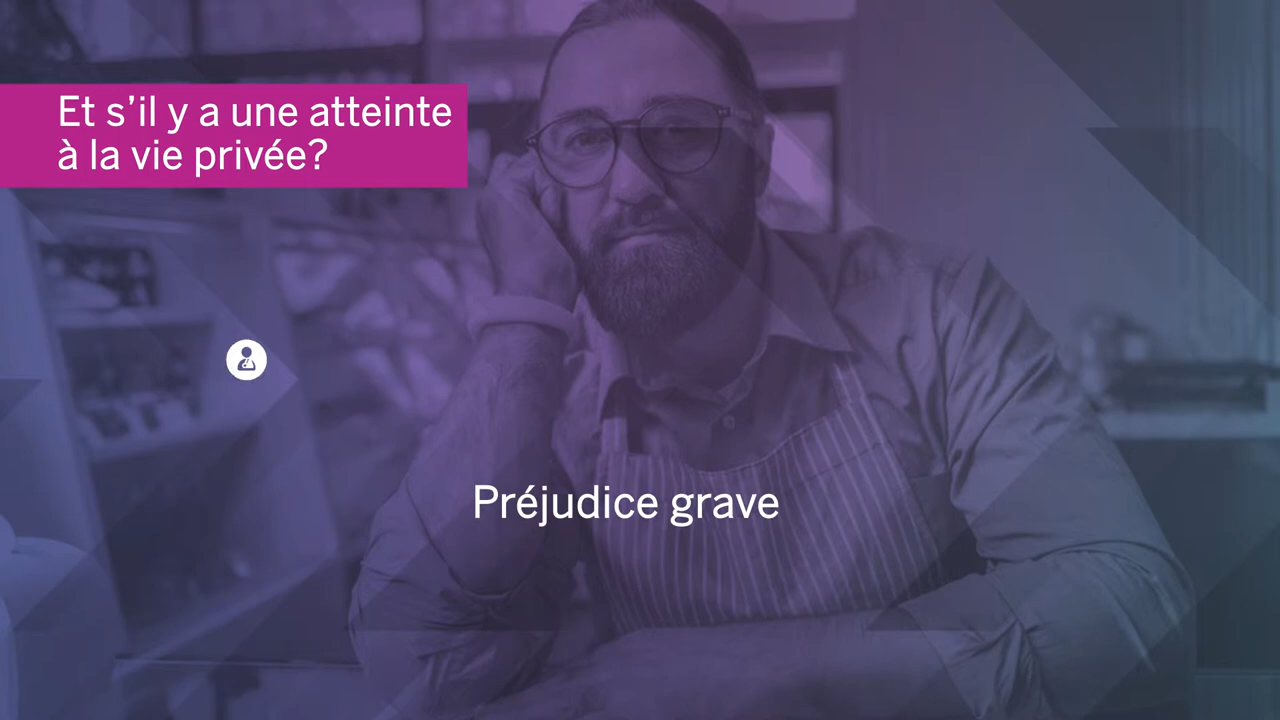 Et s’il y a une atteinte
à la vie privée?
Préjudice grave